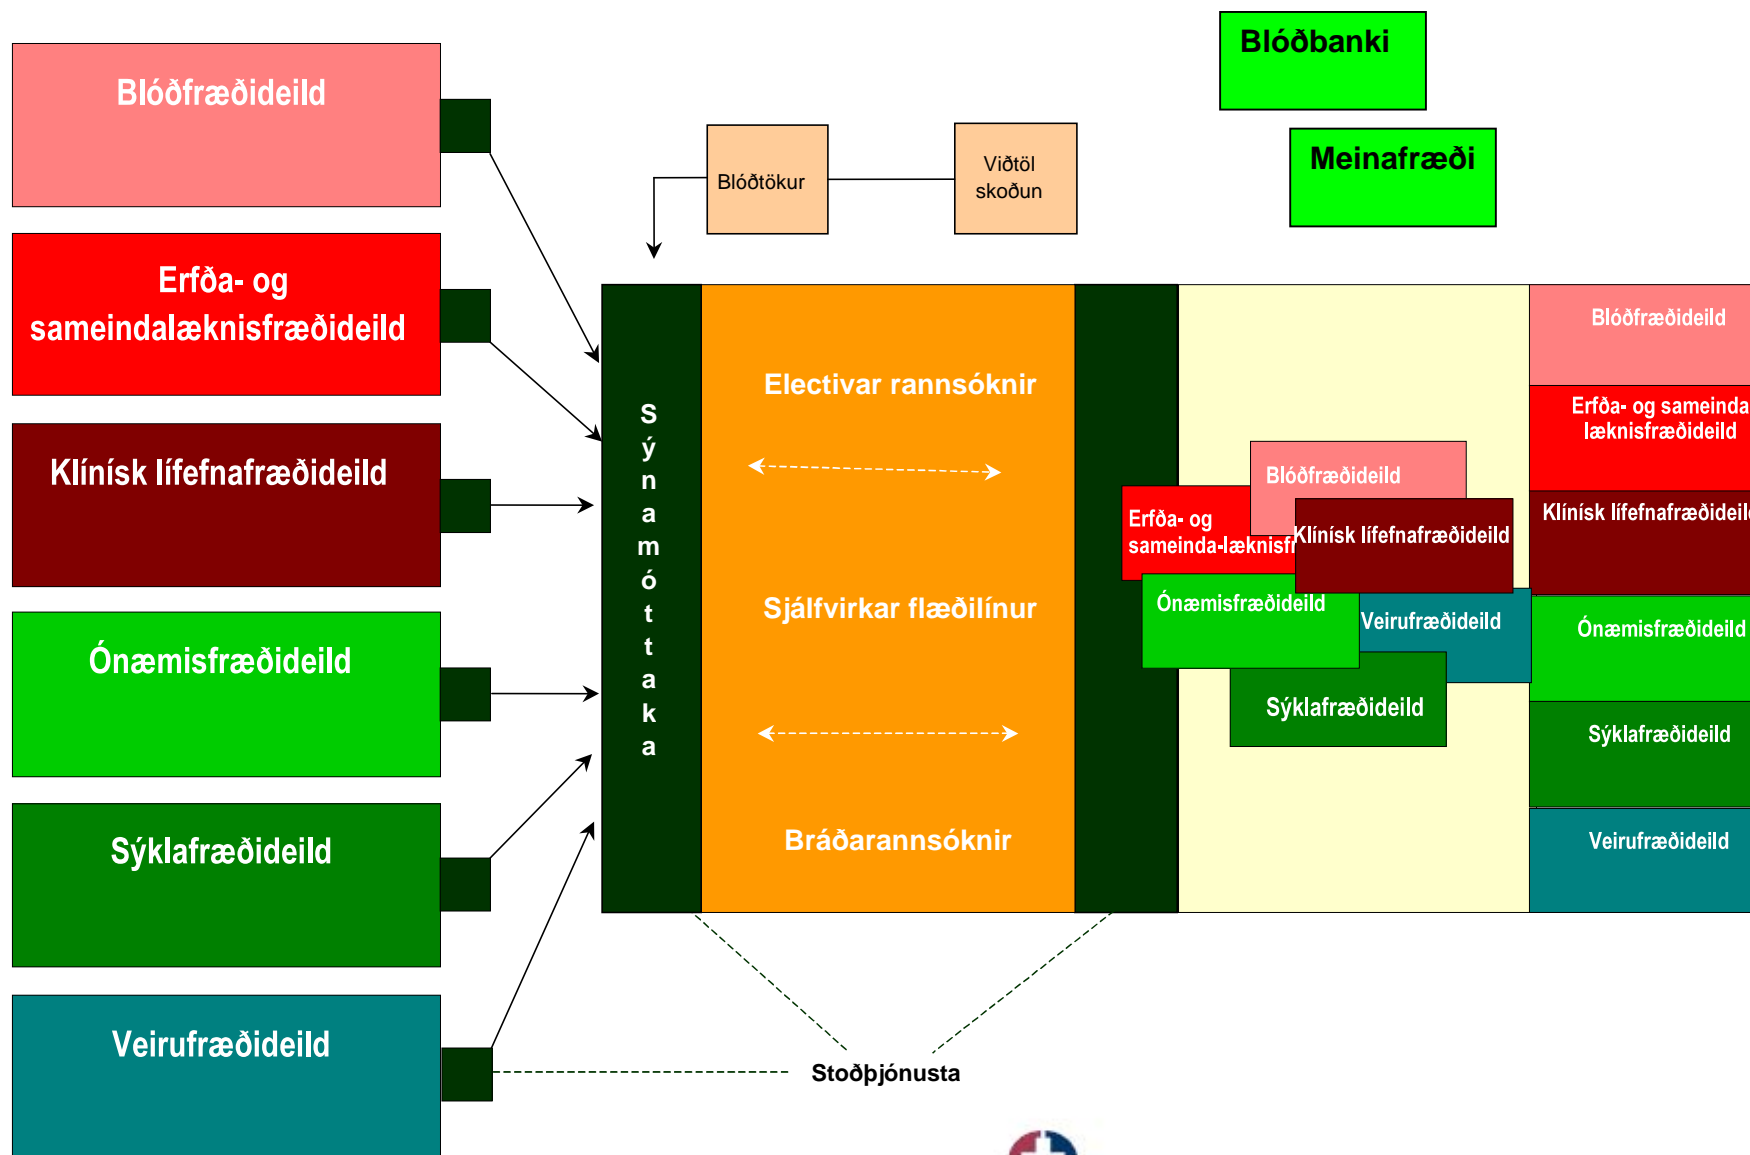 Blóðbanki
Meinafræði
Blóðfræðideild
Erfða- og
sameindalæknisfræðideild
Klínísk lífefnafræðideild
Ónæmisfræðideild
Sýklafræðideild
Veirufræðideild
Blóðtökur
Viðtöl
skoðun
Sýnamóttaka
Electivar rannsóknir
Sjálfvirkar flæðilínur
Bráðarannsóknir
Blóðfræðideild
Erfða- og
sameinda-læknisfr
Klínísk lífefnafræðideild
Ónæmisfræðideild
Veirufræðideild
Sýklafræðideild
Blóðfræðideild
Erfða- og sameinda
læknisfræðideild
Klínísk lífefnafræðideild
Ónæmisfræðideild
Sýklafræðideild
Veirufræðideild
Stoðþjónusta